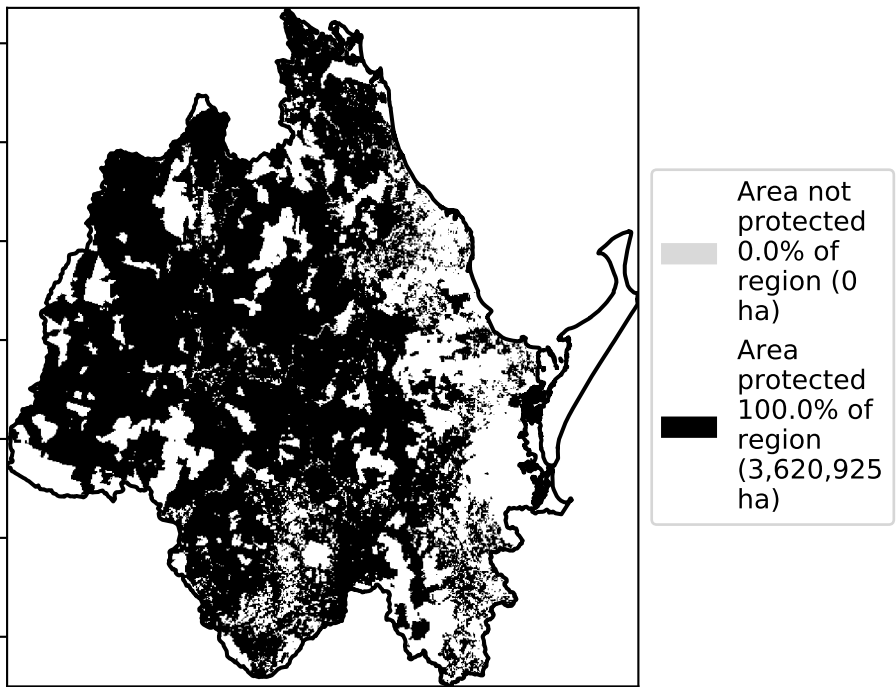 Area not
protected
0.0% of
region (0
ha)
Area
protected
100.0% of
region
(3,620,925
ha)